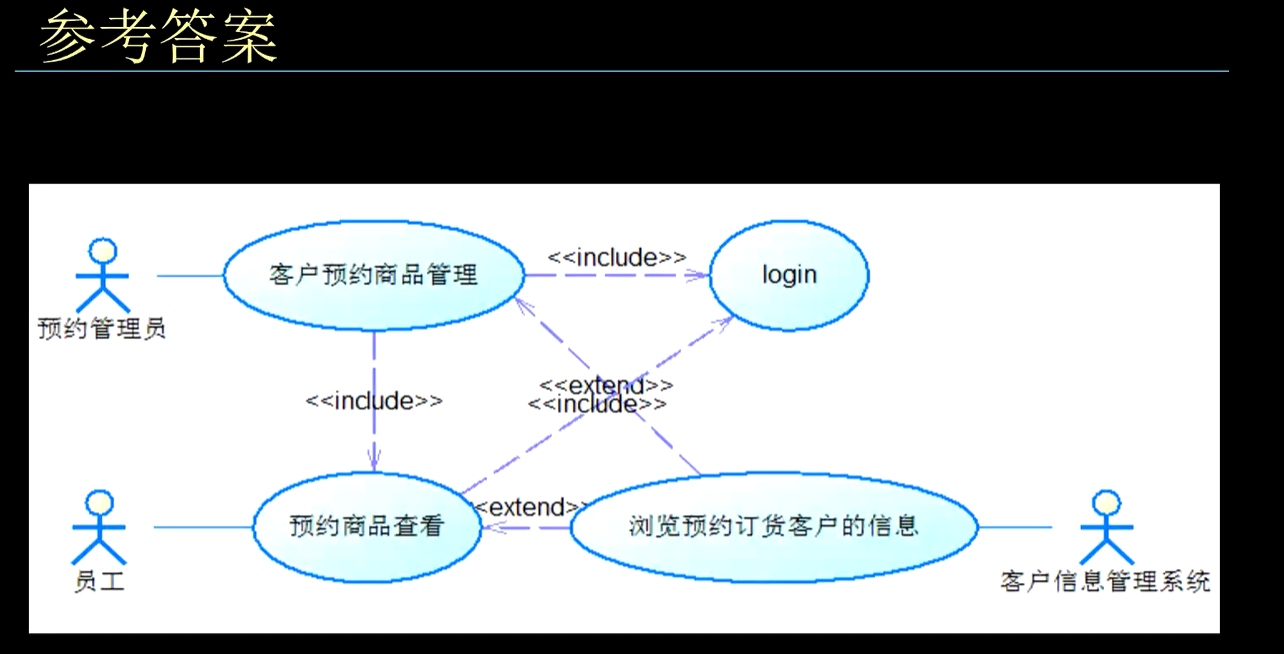 参考答案
客户预约商品管理
<<include>>
login
预约管理员
<<include>>
<<extend>>
<<include>>
预约商品查看
<<extend>>
浏览预约订货客户的信息
员工
客户信息管理系统